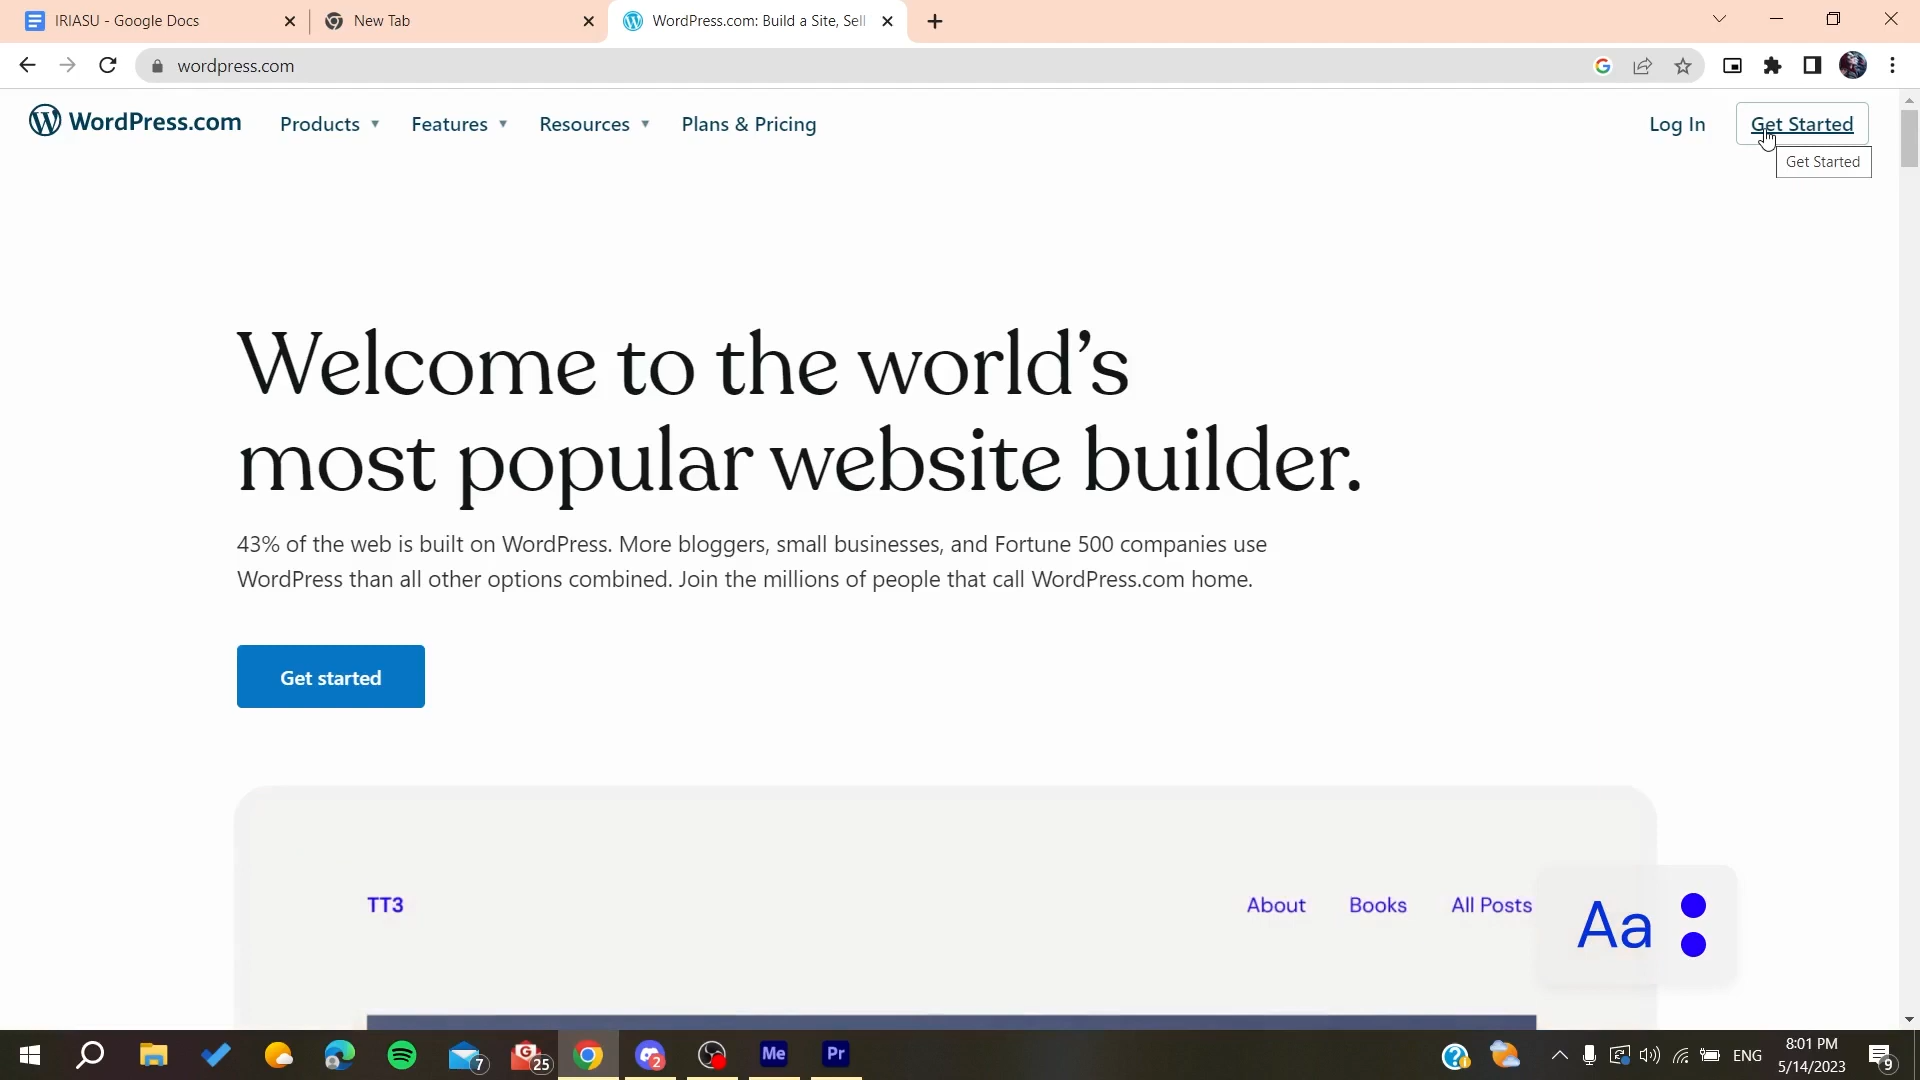 IRIASU - Google Docs
New Tab
WordPress.com: Build a Site, Sell
wordpress.com
WordPress.com
Products
Features
Resources
Plans & Pricing
Log In
Get Started
Get Started
Welcome to the world’s
most popular website builder.
43% of the web is built on WordPress. More bloggers, small businesses, and Fortune 500 companies use
WordPress than all other options combined. Join the millions of people that call WordPress.com home.
Get started
TT3
About
Books
All Posts
Aa
7
G
25
2
Me
Pr
ENG
8:01 PM
5/14/2023
9